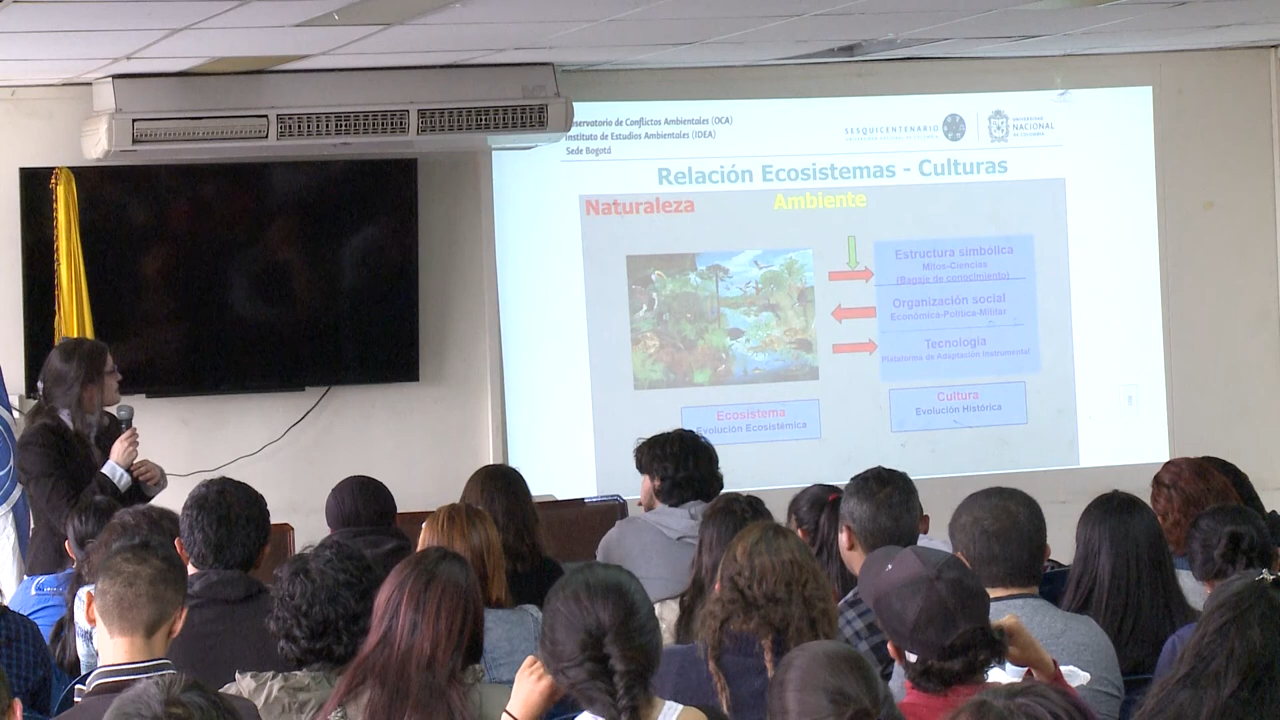 servatorio de Conflictos Ambientales (OCA)
Instituto de Estudios Ambientales (IDEA)
Sede Bogotá
SESQUICENTENARIO
UNIVERSIDAD
NACIONAL
DE COLOMBIA
Relación Ecosistemas - Culturas
Naturaleza
Ambiente
Estructura simbólica
Mitos-Ciencias
(Bagaje de conocimiento)
Organización social
Económica-Política-Militar
Tecnología
Plataforma de Adaptación Instrumental
Ecosistema
Evolución Ecosistémica
Cultura
Evolución Histórica